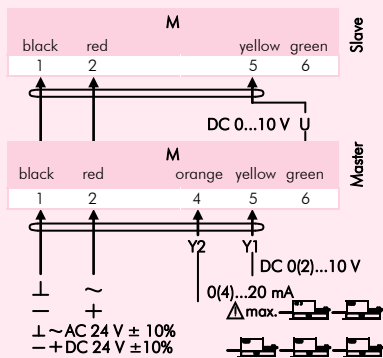 M
black red yellow green
1 2 5 6
Slave
DC 0...10 V U
M
black red orange yellow green
1 2 4 5 6
Master
Y2 Y1
DC 0(2)...10 V
⊥ ~ 0(4)...20 mA
− + max.
⊥ ~ AC 24 V ± 10%
− + DC 24 V ±10%